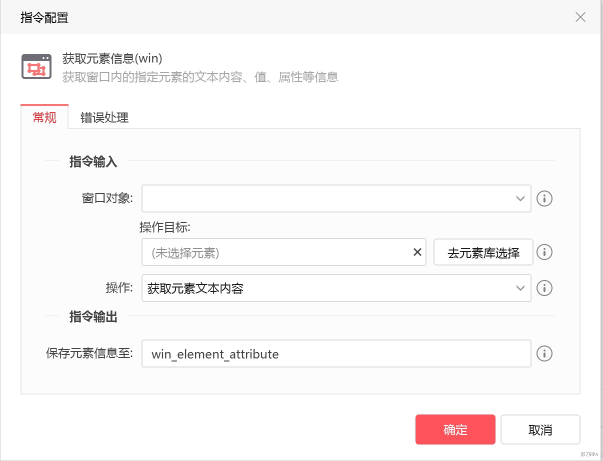 指令配置
获取元素信息(win)
获取窗口内的指定元素的文本内容、值、属性等信息
常规 错误处理
指令输入
窗口对象:
操作目标:
(未选择元素) 去元素库选择
操作: 获取元素文本内容
指令输出
保存元素信息至: win_element_attribute
确定 取消